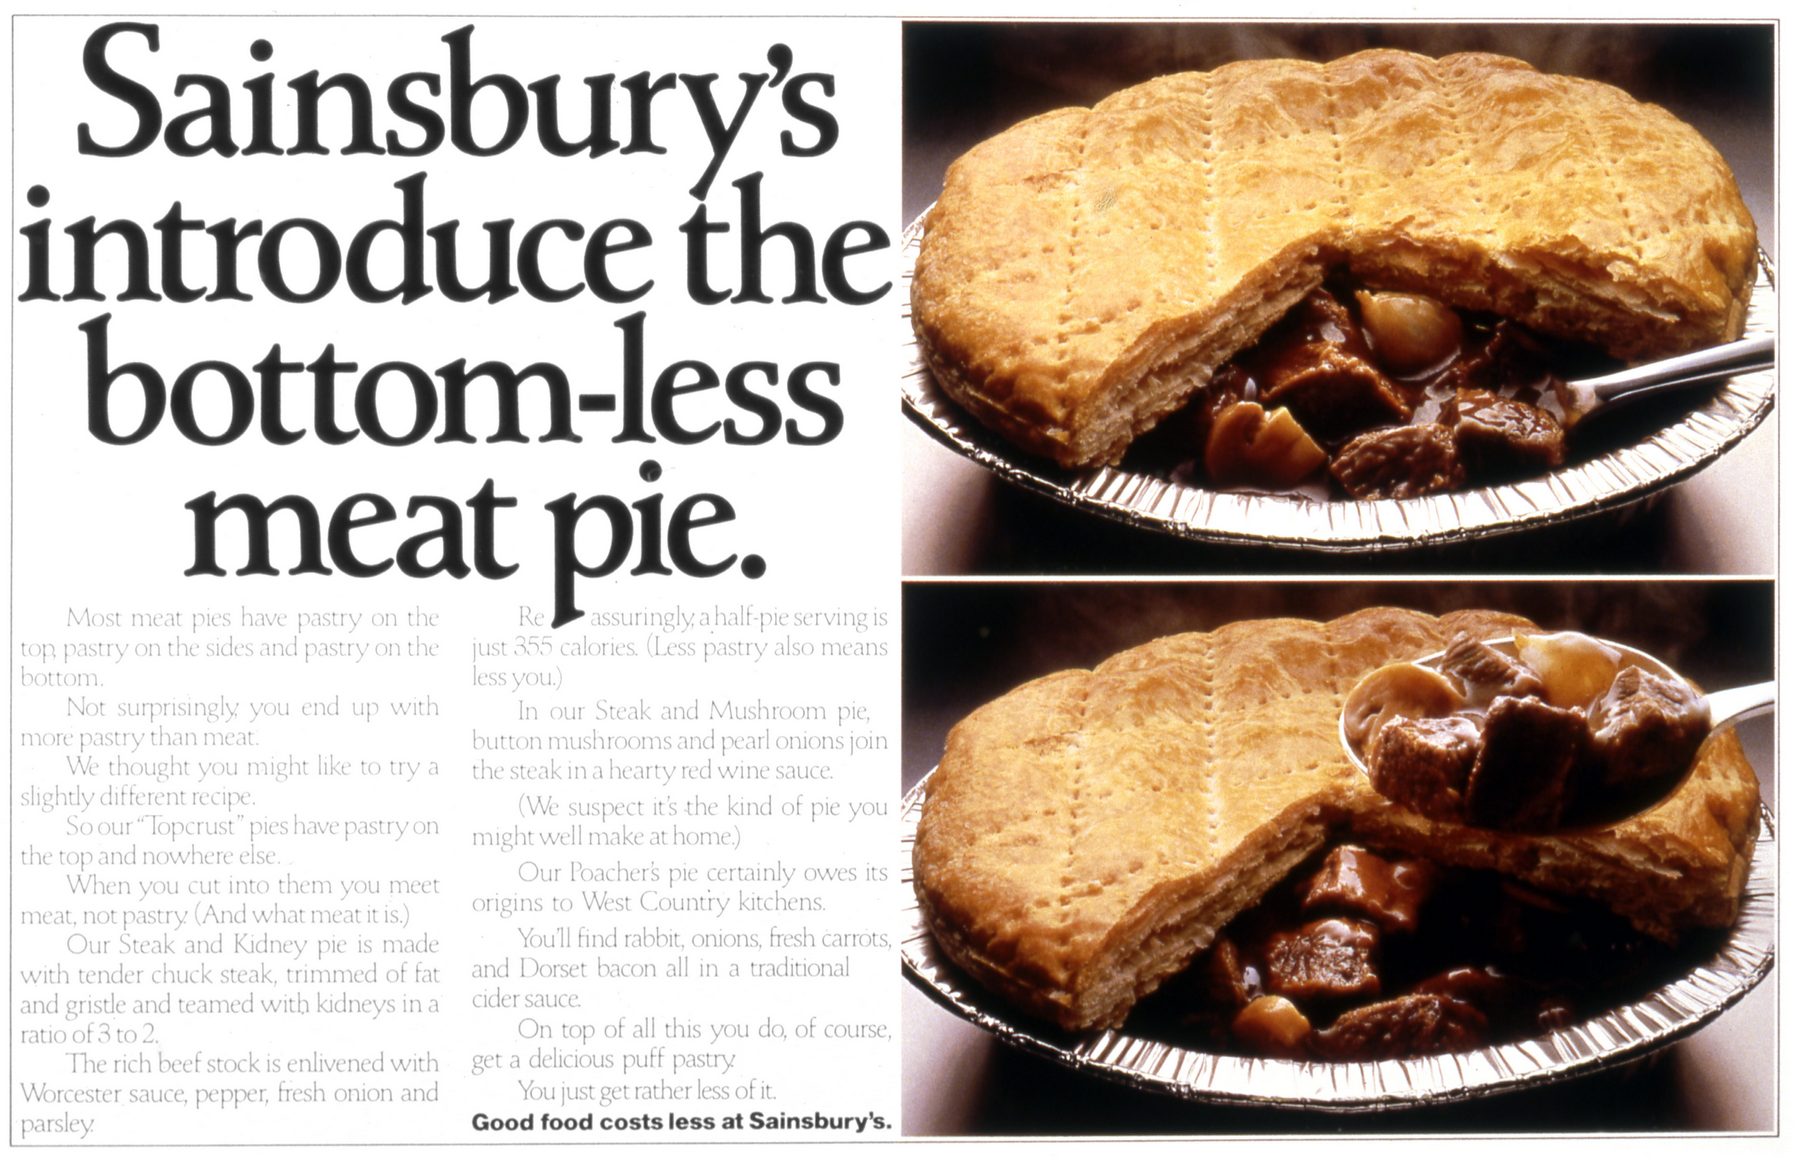 Sainsbury's
introduce the
bottom-less
meat pie.
Most meat pies have pastry on the
top, pastry on the sides and pastry on the
bottom.
Not surprisingly, you end up with
more pastry than meat.
We thought you might like to try a
slightly different recipe.
So our "Topcrust" pies have pastry on
the top and nowhere else.
When you cut into them you meet
meat, not pastry. (And what meat it is.)
Our Steak and Kidney pie is made
with tender chuck steak, trimmed of fat
and gristle and teamed with kidneys in a
ratio of 3 to 2.
The rich beef stock is enlivened with
Worcester sauce, pepper, fresh onion and
parsley.
Re assuringly, a half-pie serving is
just 355 calories. (Less pastry also means
less you.)
In our Steak and Mushroom pie,
button mushrooms and pearl onions join
the steak in a hearty red wine sauce.
(We suspect it's the kind of pie you
might well make at home.)
Our Poacher's pie certainly owes its
origins to West Country kitchens.
You'll find rabbit, onions, fresh carrots,
and Dorset bacon all in a traditional
cider sauce.
On top of all this you do, of course,
get a delicious puff pastry.
You just get rather less of it.
Good food costs less at Sainsbury's.